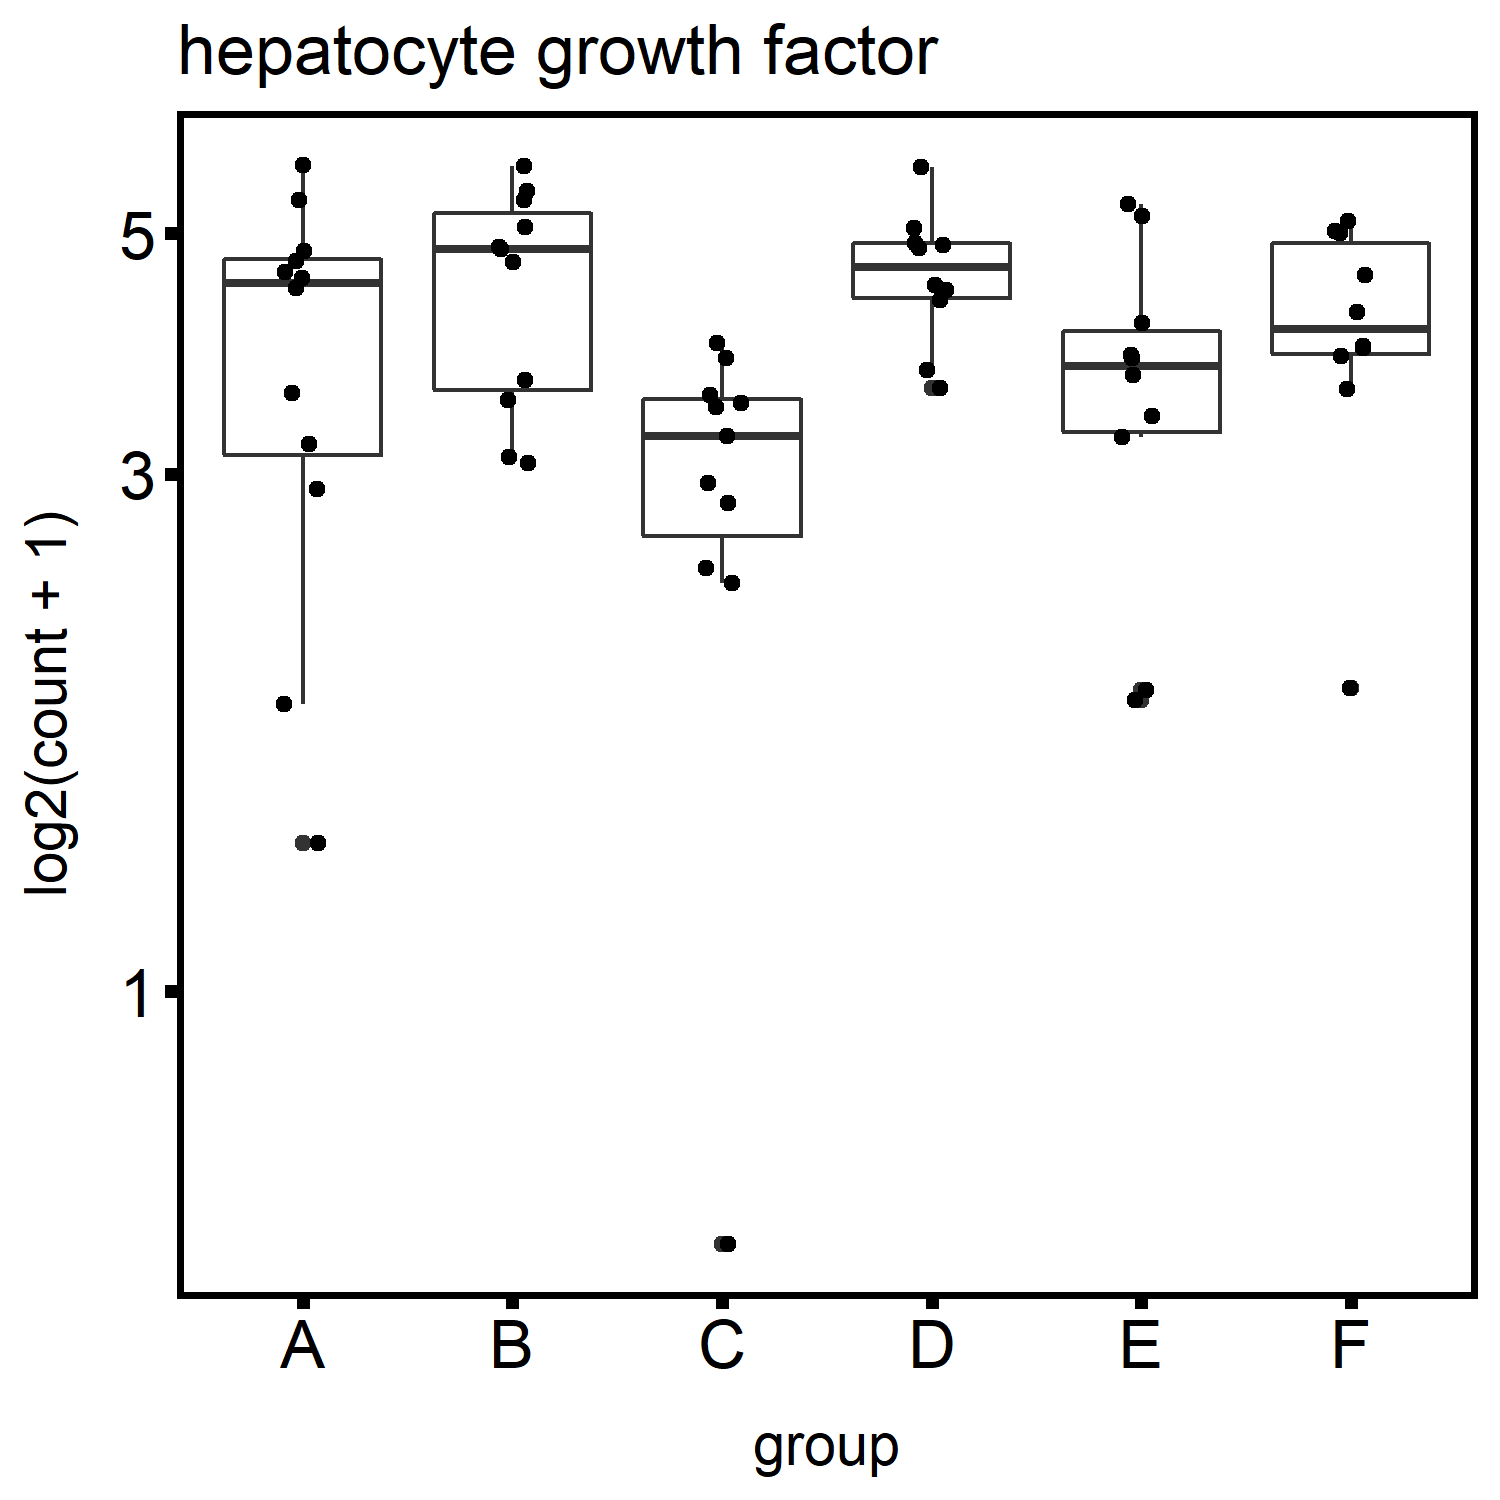 hepatocyte growth factor
log2(count + 1)
5
3
1
A B C D E F
group